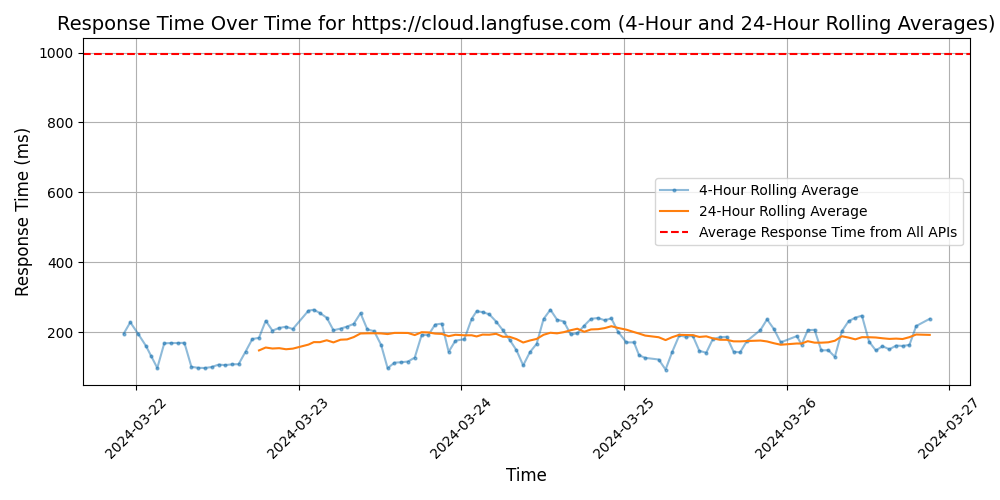 Response Time Over Time for https://cloud.langfuse.com (4-Hour and 24-Hour Rolling Averages)
Response Time (ms)
1000
800
600
400
200
4-Hour Rolling Average
24-Hour Rolling Average
Average Response Time from All APIs
2024-03-22
2024-03-23
2024-03-24
2024-03-25
2024-03-26
2024-03-27
Time